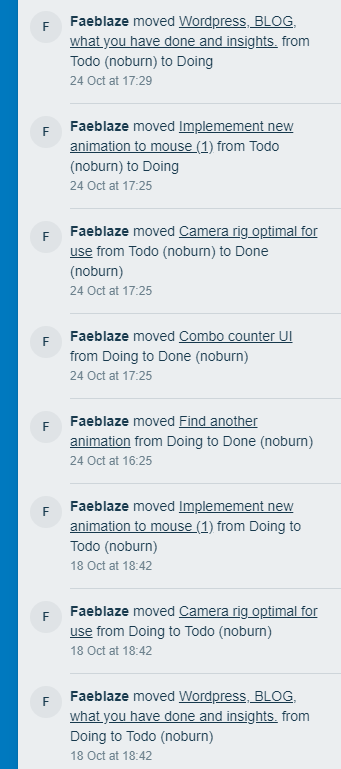 F
Faeblaze moved Wordpress, BLOG,
what you have done and insights. from
Todo (noburn) to Doing
24 Oct at 17:29
F
Faeblaze moved Implemement new
animation to mouse (1) from Todo
(noburn) to Doing
24 Oct at 17:25
F
Faeblaze moved Camera rig optimal for
use from Todo (noburn) to Done
(noburn)
24 Oct at 17:25
F
Faeblaze moved Combo counter UI
from Doing to Done (noburn)
24 Oct at 17:25
F
Faeblaze moved Find another
animation from Doing to Done (noburn)
24 Oct at 16:25
F
Faeblaze moved Implemement new
animation to mouse (1) from Doing to
Todo (noburn)
18 Oct at 18:42
F
Faeblaze moved Camera rig optimal for
use from Doing to Todo (noburn)
18 Oct at 18:42
F
Faeblaze moved Wordpress, BLOG,
what you have done and insights. from
Doing to Todo (noburn)
18 Oct at 18:42